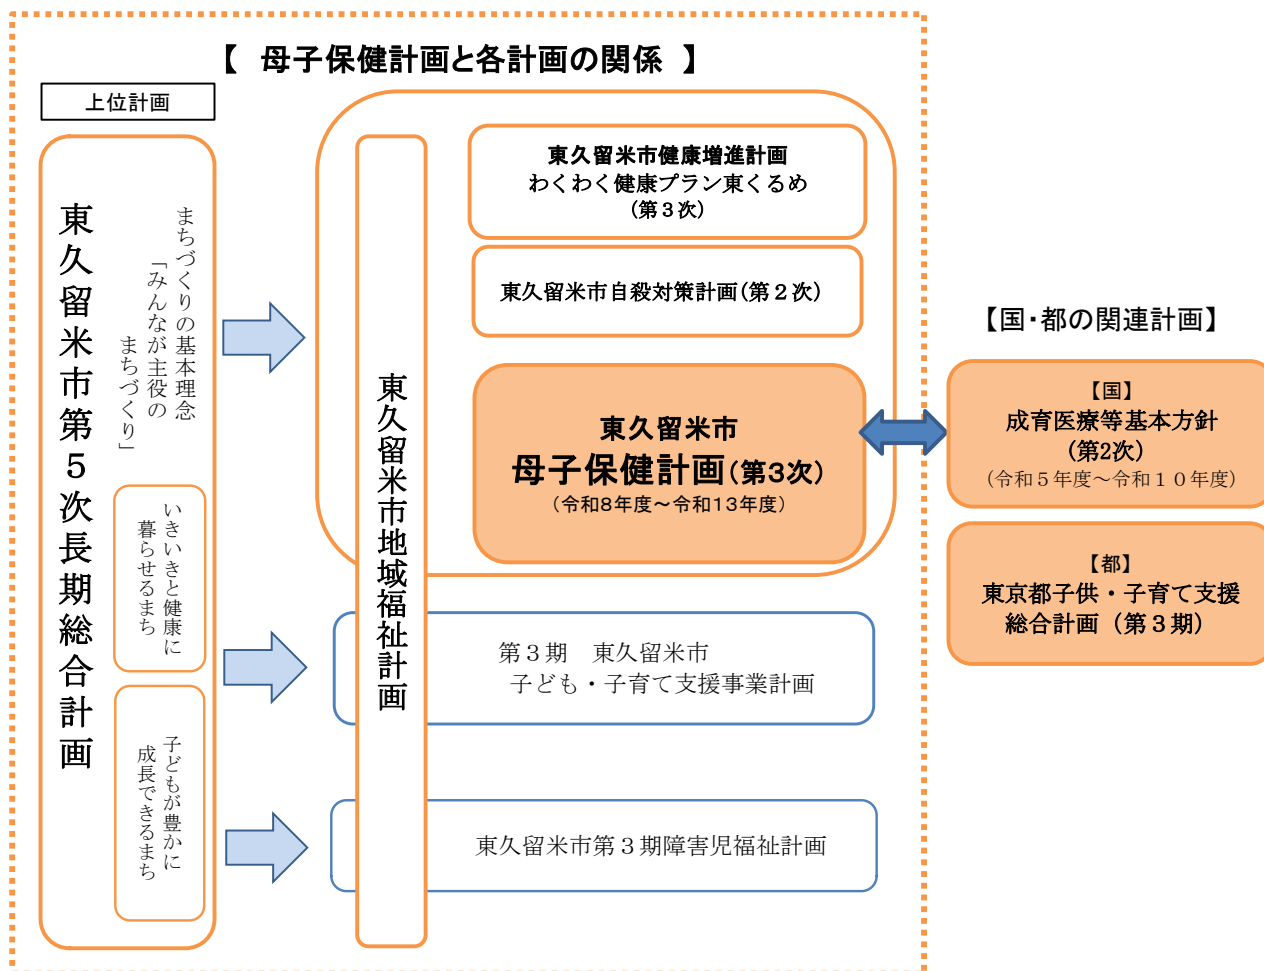 【 母子保健計画と各計画の関係 】
上位計画
東久留米市第５次長期総合計画
まちづくりの基本理念
「みんなが主役の
まちづくり」
いきいきと健康に
暮らせるまち
子どもが豊かに
成長できるまち
東久留米市地域福祉計画
東久留米市健康増進計画
わくわく健康プラン東くるめ
(第３次)
東久留米市自殺対策計画(第２次)
東久留米市
母子保健計画(第3次)
（令和8年度～令和13年度）
第３期　東久留米市
子ども・子育て支援事業計画
東久留米市第３期障害児福祉計画
【国・都の関連計画】
【国】
成育医療等基本方針
(第2次)
（令和５年度～令和１０年度）
【都】
東京都子供・子育て支援
総合計画（第３期）